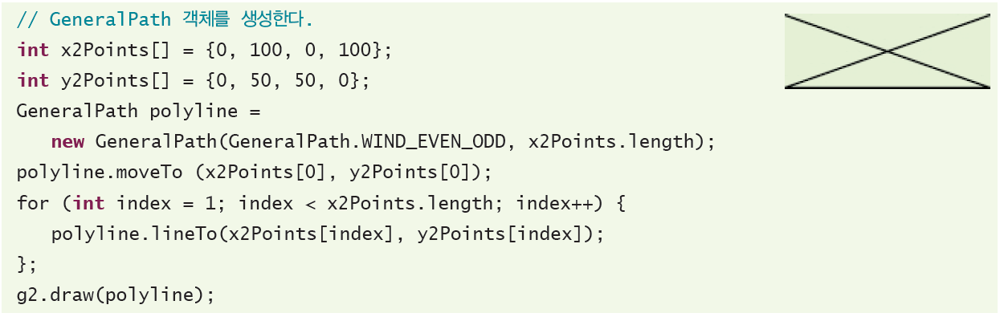 // GeneralPath 객체를 생성한다.
int x2Points[] = {0, 100, 0, 100};
int y2Points[] = {0, 50, 50, 0};
GeneralPath polyline =
new GeneralPath(GeneralPath.WIND_EVEN_ODD, x2Points.length);
polyline.moveTo (x2Points[0], y2Points[0]);
for (int index = 1; index < x2Points.length; index++) {
polyline.lineTo(x2Points[index], y2Points[index]);
};
g2.draw(polyline);